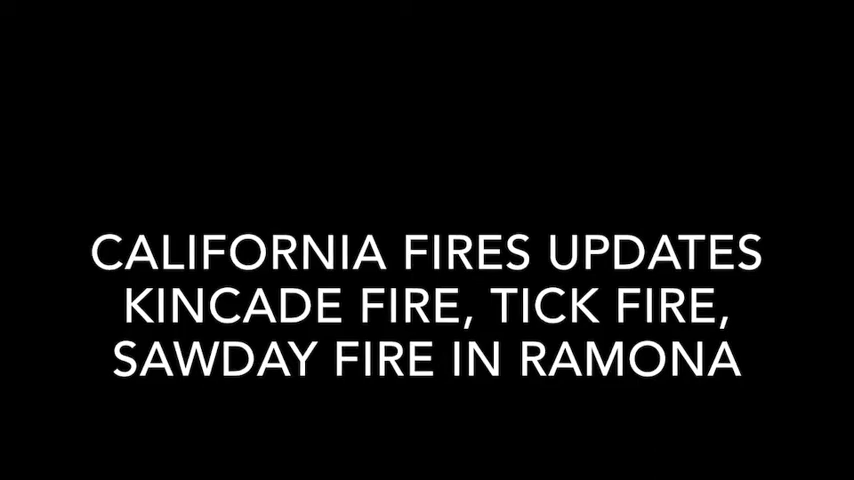 CALIFORNIA FIRES UPDATES
KINCADE FIRE, TICK FIRE,
SAWDAY FIRE IN RAMONA